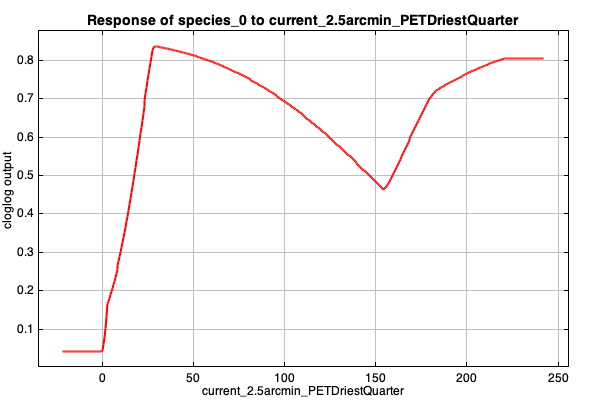 Response of species_0 to current_2.5arcmin_PETDriestQuarter
0.8
0.7
0.6
0.5
0.4
0.3
0.2
0.1
cloglog output
0 50 100 150 200 250
current_2.5arcmin_PETDriestQuarter